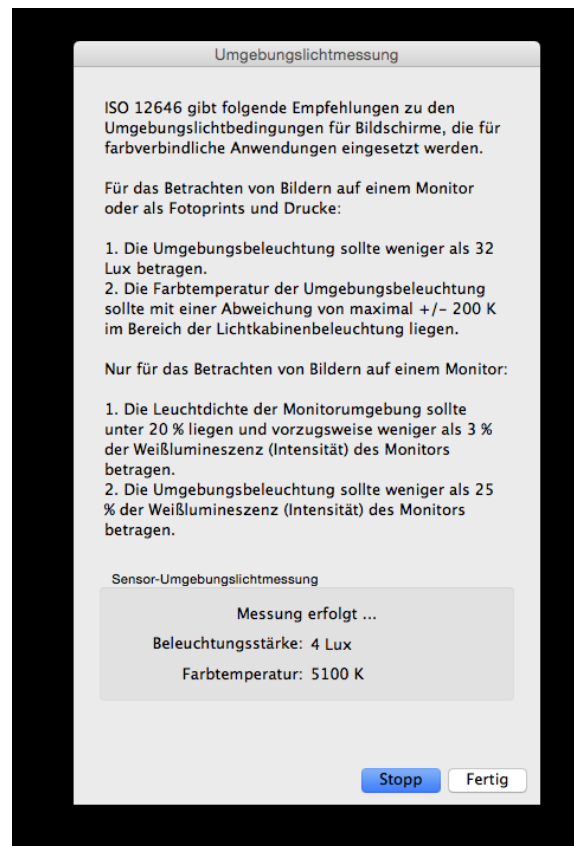 Umgebungslichtmessung
ISO 12646 gibt folgende Empfehlungen zu den
Umgebungslichtbedingungen für Bildschirme, die für
farbverbindliche Anwendungen eingesetzt werden.
Für das Betrachten von Bildern auf einem Monitor
oder als Fotoprints und Drucke:
1. Die Umgebungsbeleuchtung sollte weniger als 32
Lux betragen.
2. Die Farbtemperatur der Umgebungsbeleuchtung
sollte mit einer Abweichung von maximal +/- 200 K
im Bereich der Lichtkabinenbeleuchtung liegen.
Nur für das Betrachten von Bildern auf einem Monitor:
1. Die Leuchtdichte der Monitorumgebung sollte
unter 20 % liegen und vorzugsweise weniger als 3 %
der Weißlumineszenz (Intensität) des Monitors
betragen.
2. Die Umgebungsbeleuchtung sollte weniger als 25
% der Weißlumineszenz (Intensität) des Monitors
betragen.
Sensor-Umgebungslichtmessung
Messung erfolgt ...
Beleuchtungsstärke: 4 Lux
Farbtemperatur: 5100 K
Stopp Fertig